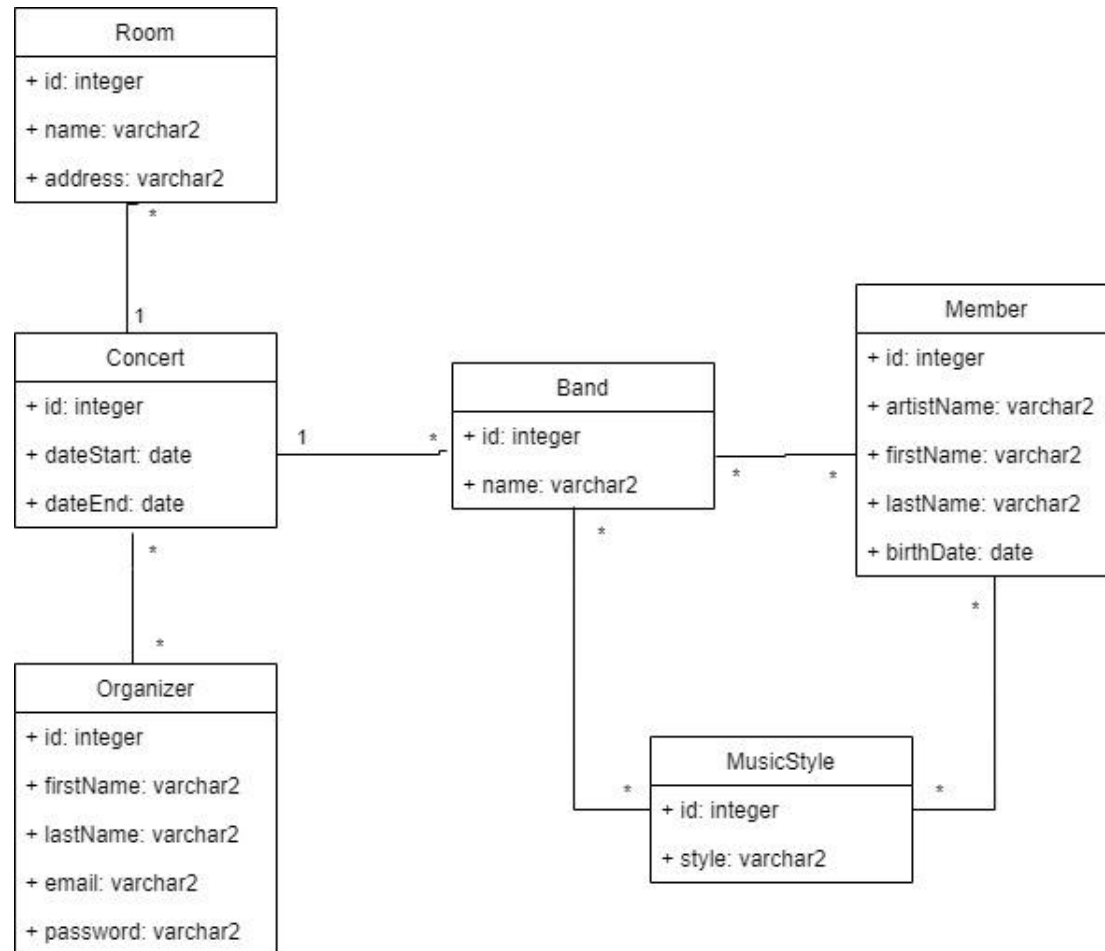 Room
+ id: integer
+ name: varchar2
+ address: varchar2
*
1
Concert
+ id: integer
+ dateStart: date
+ dateEnd: date
1
*
*
*
Organizer
+ id: integer
+ firstName: varchar2
+ lastName: varchar2
+ email: varchar2
+ password: varchar2
Band
+ id: integer
+ name: varchar2
*
*
*
*
Member
+ id: integer
+ artistName: varchar2
+ firstName: varchar2
+ lastName: varchar2
+ birthDate: date
*
*
MusicStyle
+ id: integer
+ style: varchar2